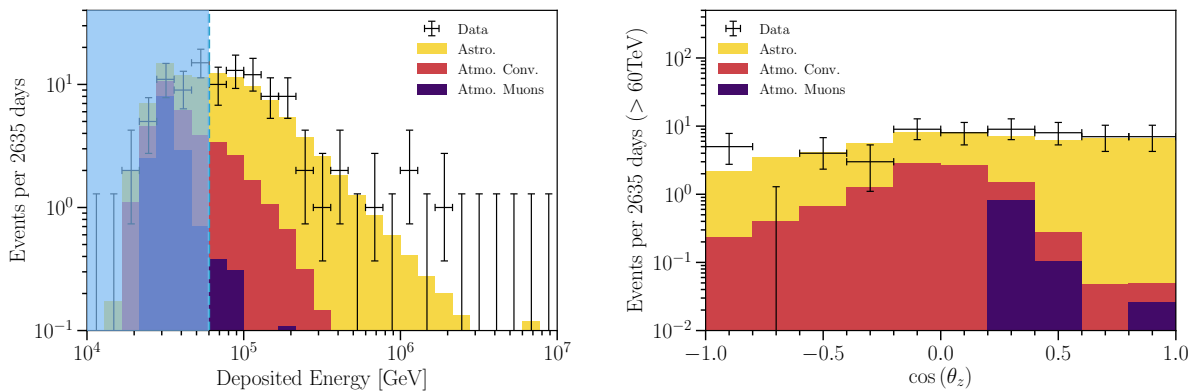 Data
Astro.
Atmo. Conv.
Atmo. Muons
Events per 2635 days
10^1
10^0
10^{-1}
10^4
10^5
10^6
10^7
Deposited Energy [GeV]
Data
Astro.
Atmo. Conv.
Atmo. Muons
Events per 2635 days (> 60TeV)
10^2
10^1
10^0
10^{-1}
10^{-2}
−1.0
−0.5
0.0
0.5
1.0
cos (θ_z)